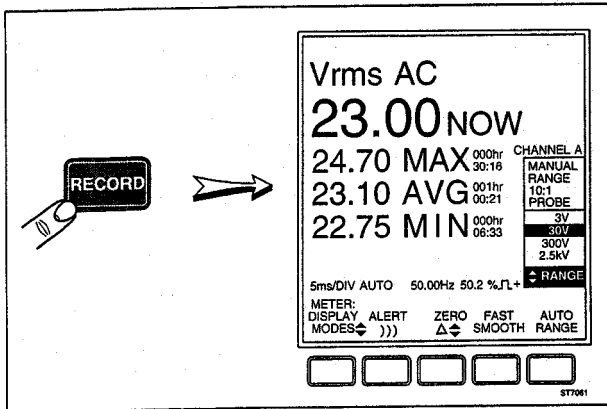 RECORD
Vrms AC
23.00 NOW
24.70 MAX 000hr 30:16
23.10 AVG 001hr 00:21
22.75 MIN 000hr 06:33
CHANNEL A
MANUAL
RANGE
10:1
PROBE
3V
30V
300V
2.5kV
RANGE
5ms/DIV AUTO 50.00Hz 50.2 % +
METER:
DISPLAY MODES
ALERT )))
ZERO Δ
FAST SMOOTH
AUTO RANGE
ST7061